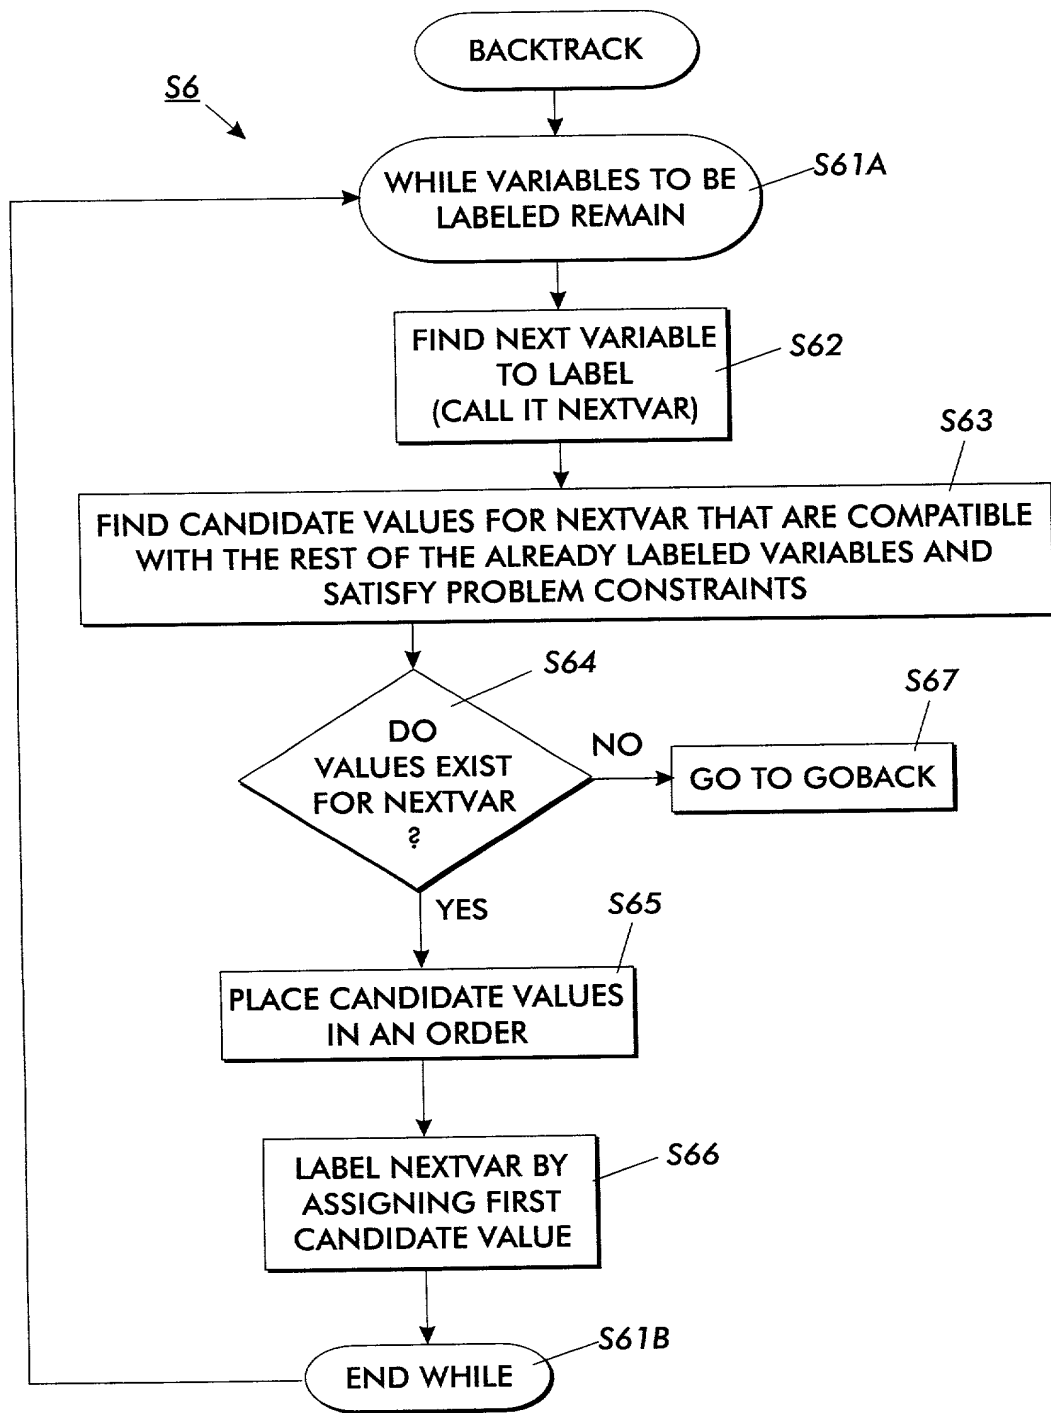 BACKTRACK
S6
WHILE VARIABLES TO BE
LABELED REMAIN
S61A
FIND NEXT VARIABLE
TO LABEL
(CALL IT NEXTVAR)
S62
S63
FIND CANDIDATE VALUES FOR NEXTVAR THAT ARE COMPATIBLE
WITH THE REST OF THE ALREADY LABELED VARIABLES AND
SATISFY PROBLEM CONSTRAINTS
S64
DO
VALUES EXIST
FOR NEXTVAR
?
NO
S67
GO TO GOBACK
YES
S65
PLACE CANDIDATE VALUES
IN AN ORDER
LABEL NEXTVAR BY
ASSIGNING FIRST
CANDIDATE VALUE
S66
S61B
END WHILE